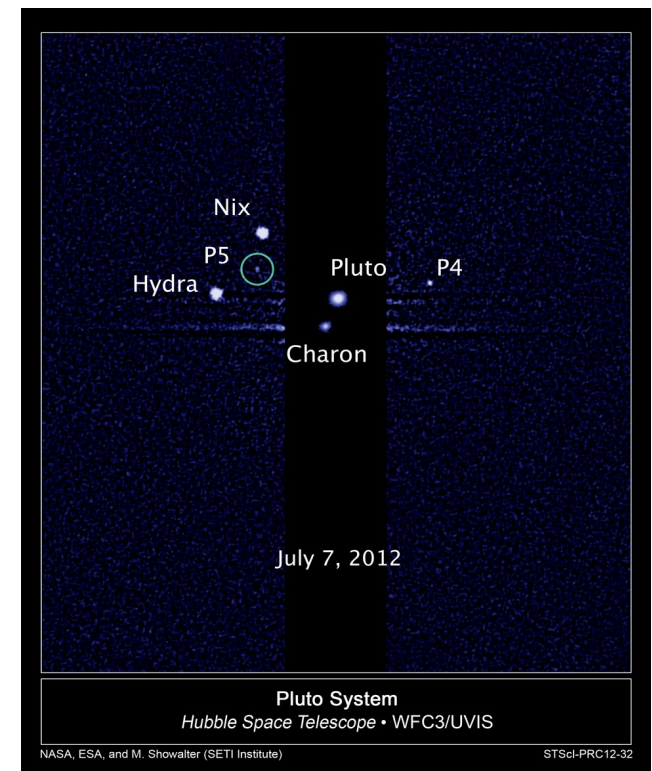 Nix
P5
Hydra
Pluto
P4
Charon
July 7, 2012
Pluto System
Hubble Space Telescope • WFC3/UVIS
NASA, ESA, and M. Showalter (SETI Institute)
STScI-PRC12-32